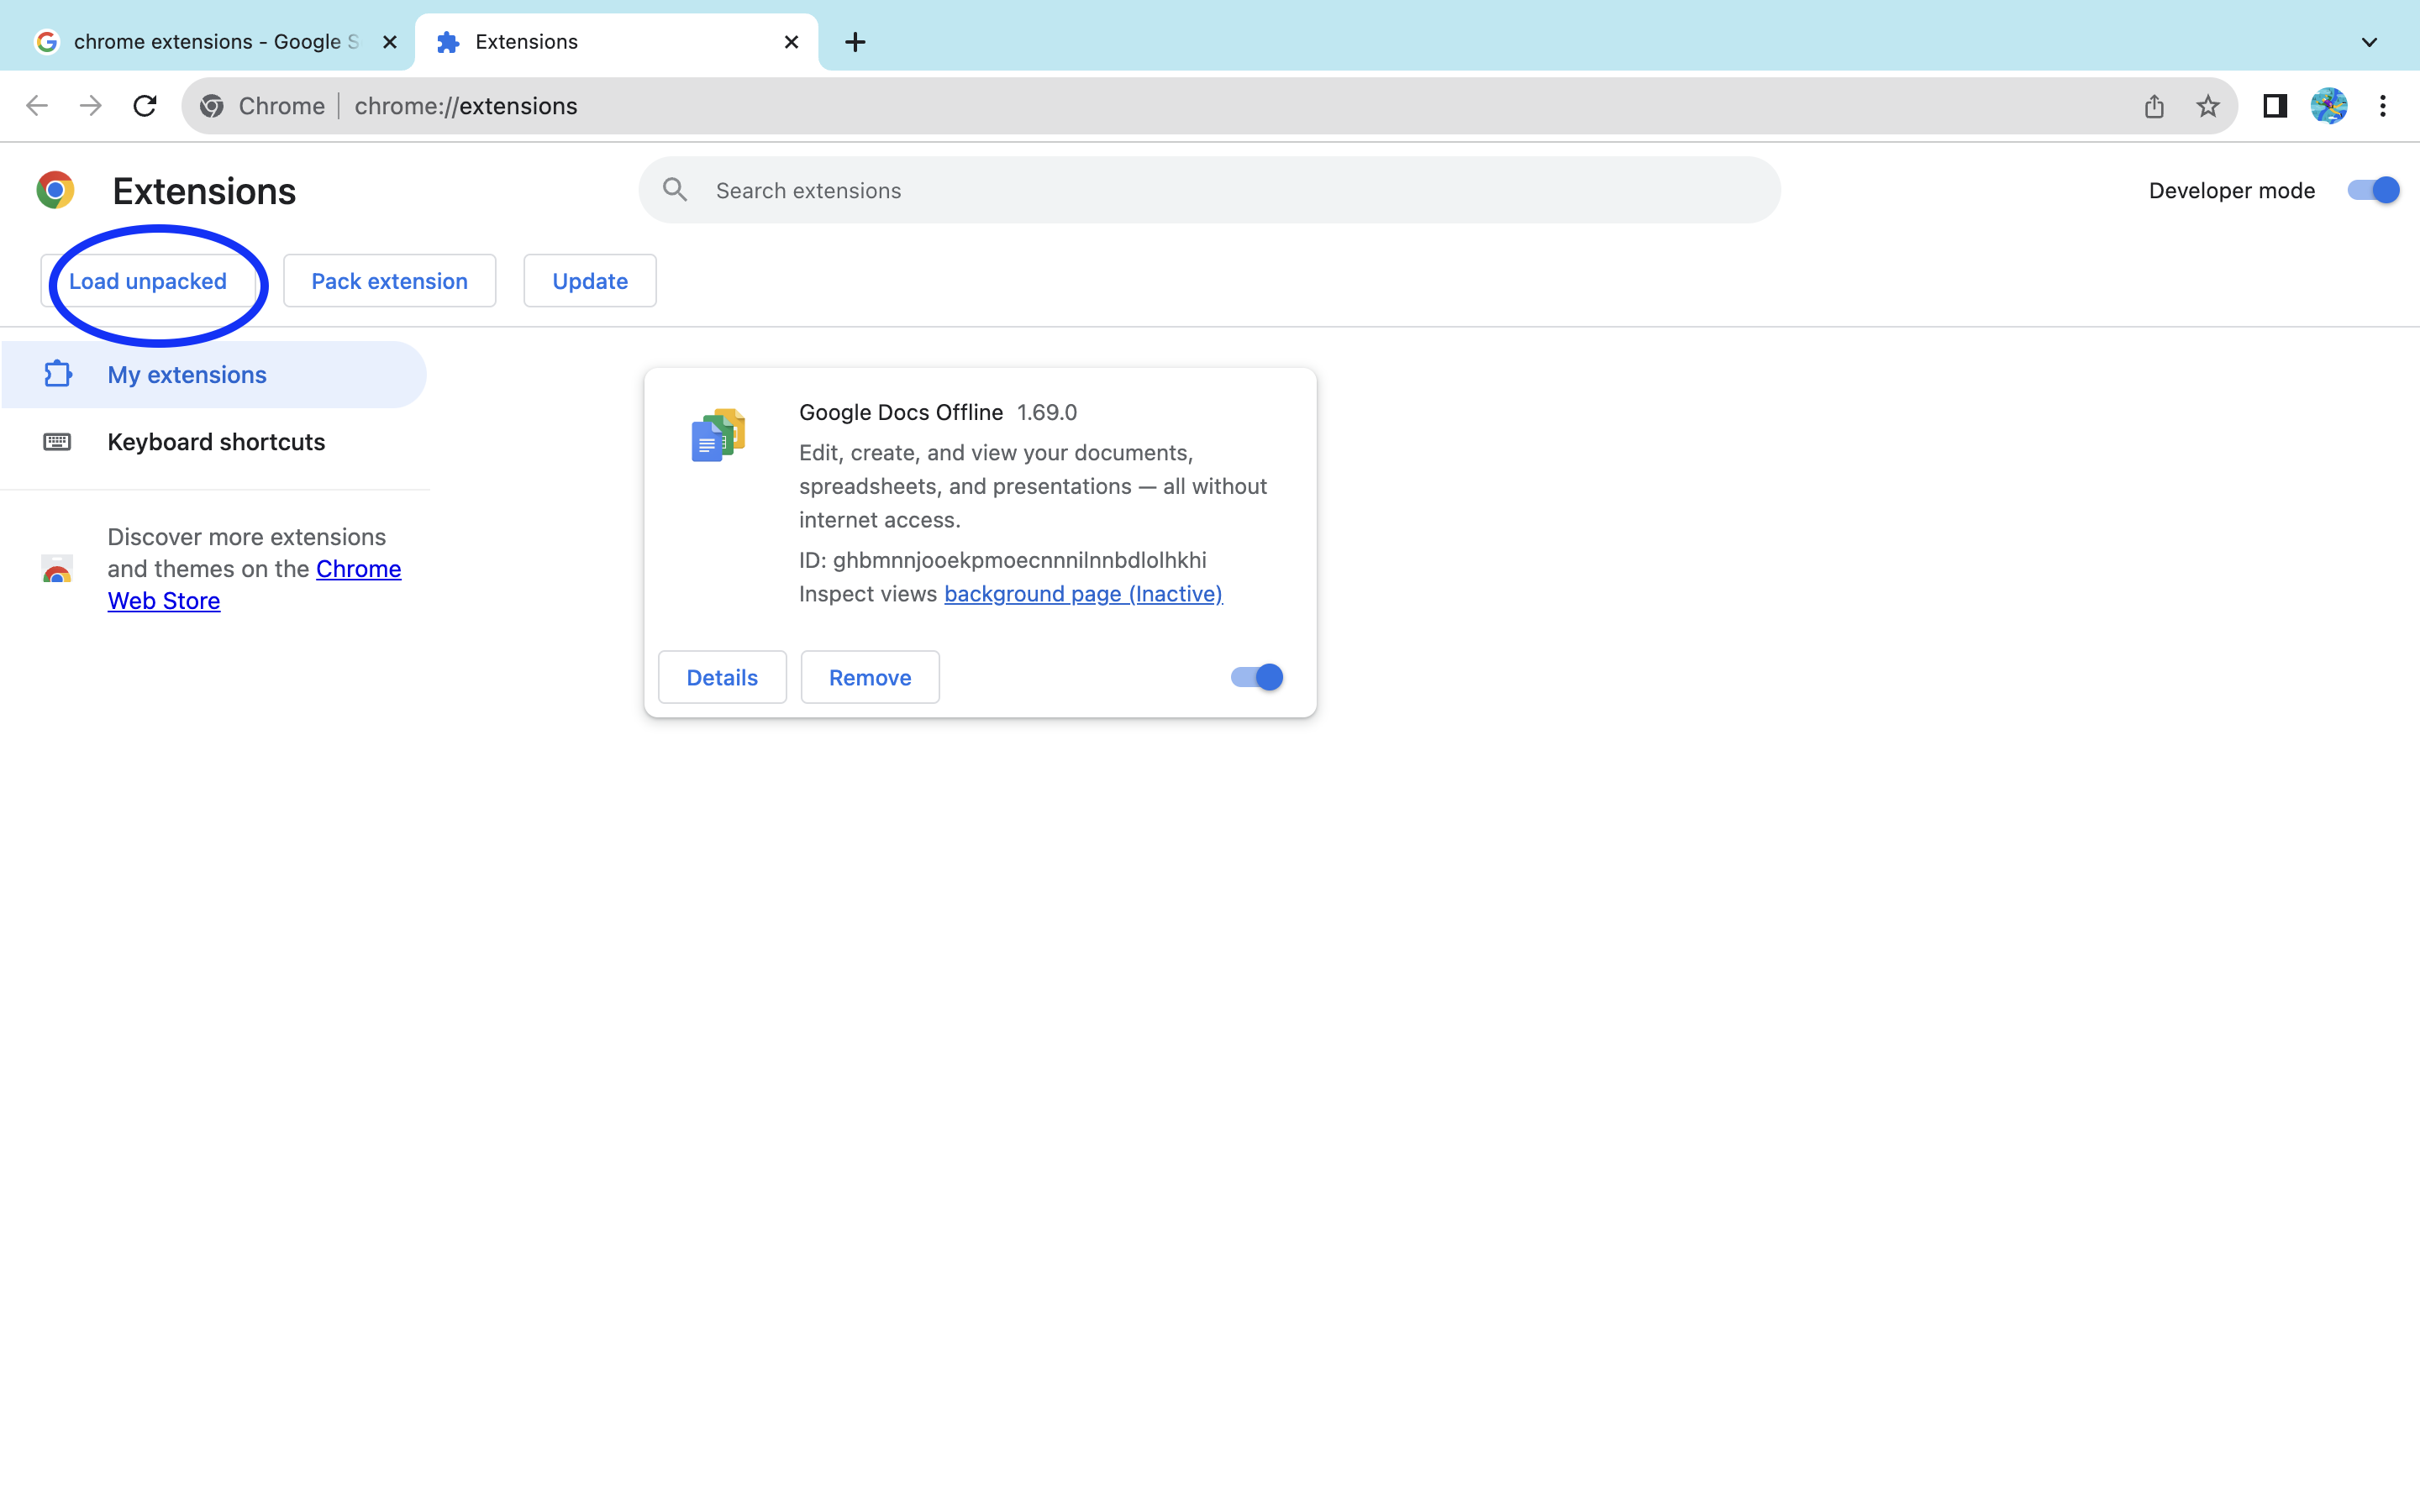 chrome extensions - Google S
Extensions
Chrome
chrome://extensions
Extensions
Search extensions
Developer mode
Load unpacked
Pack extension
Update
My extensions
Keyboard shortcuts
Discover more extensions
and themes on the Chrome
Web Store
Google Docs Offline 1.69.0
Edit, create, and view your documents,
spreadsheets, and presentations — all without
internet access.
ID: ghbmnnjooekpmoecnnnilnnbdlolhkhi
Inspect views background page (Inactive)
Details
Remove